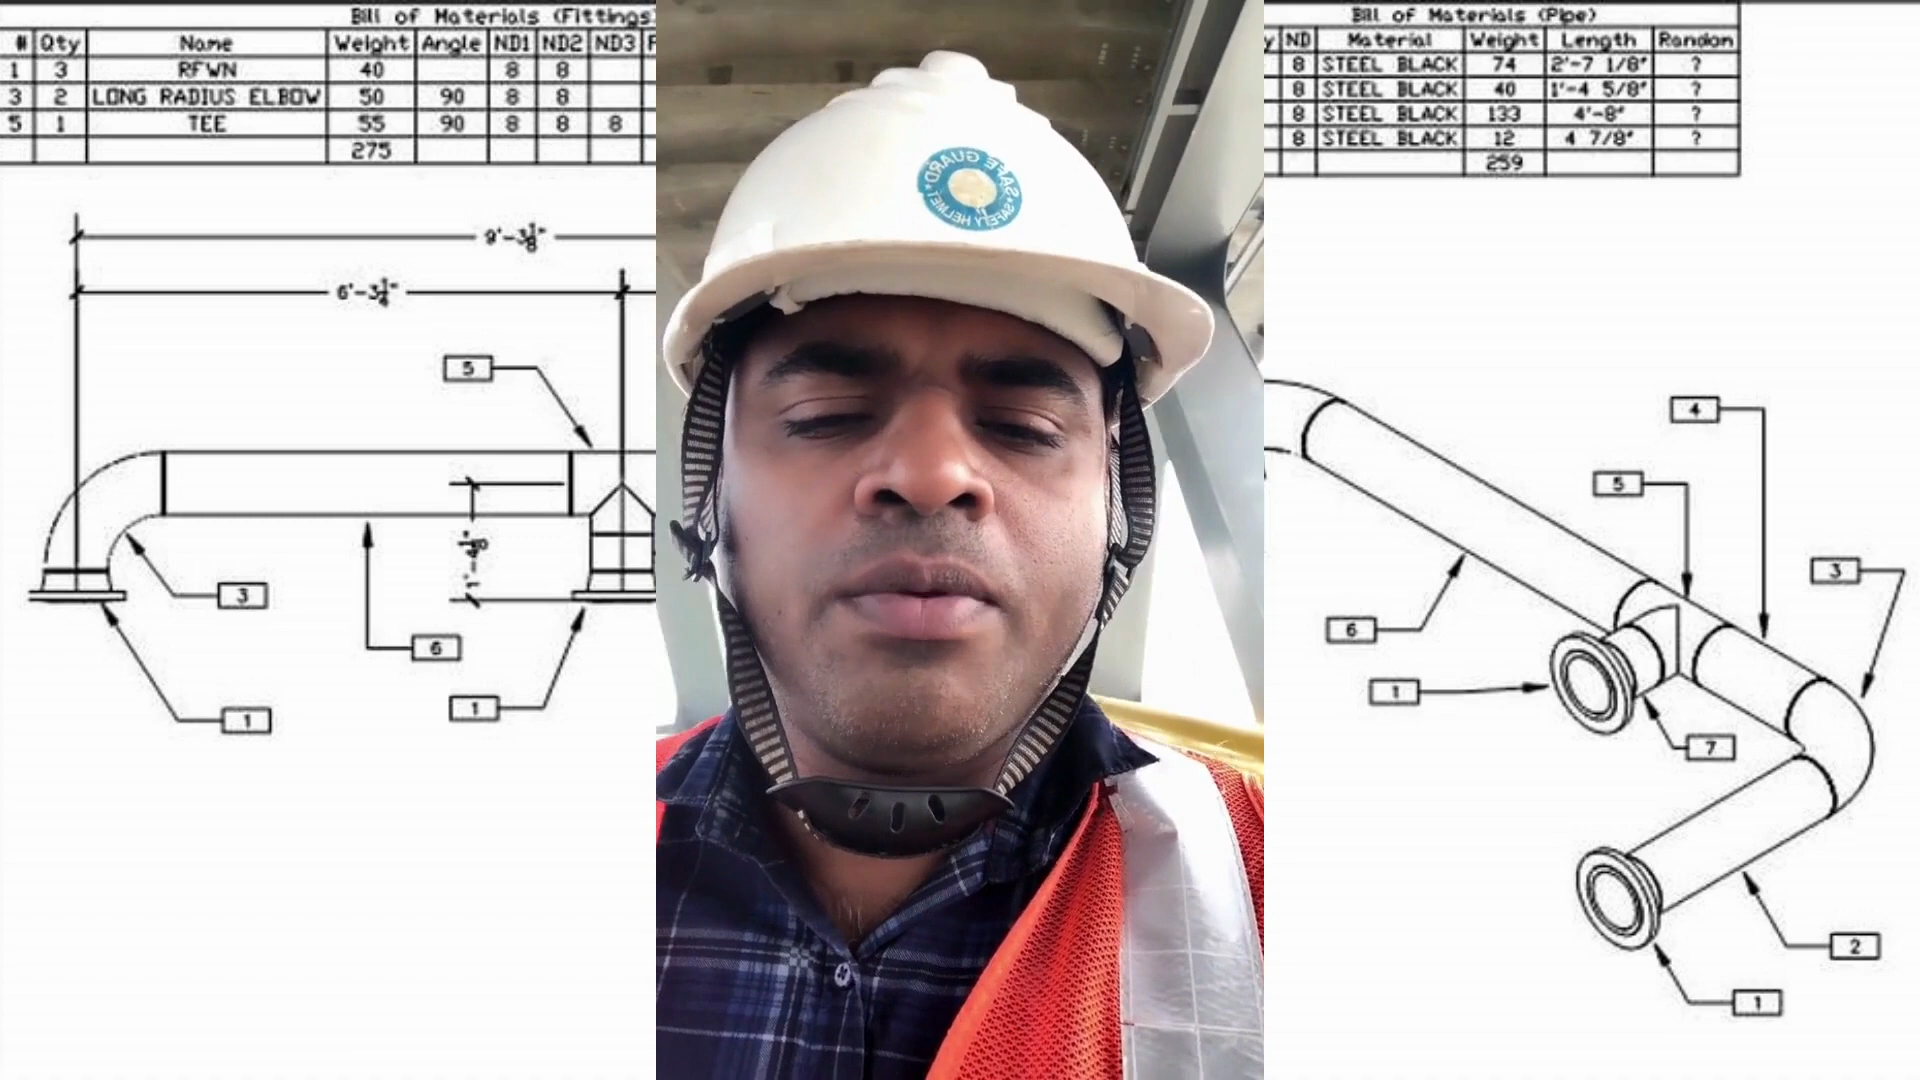 Bill of Materials (Fittings
# Qty Name Weight Angle ND1 ND2 ND3 F
1 3 RFWN 40 8 8
3 2 LONG RADIUS ELBOW 50 90 8 8
5 1 TEE 55 90 8 8 8
275
9'-3 1/8"
6'-3 1/4"
5
1'-4 1/8"
3
6
1
1
SAFE GUARD
SAFETY HELMET
Bill of Materials (Pipe)
y ND Material Weight Length Random
8 STEEL BLACK 74 2'-7 1/8" ?
8 STEEL BLACK 40 1'-4 5/8" ?
8 STEEL BLACK 133 4'-8" ?
8 STEEL BLACK 12 4 7/8" ?
259
4
5
3
6
1
7
2
1